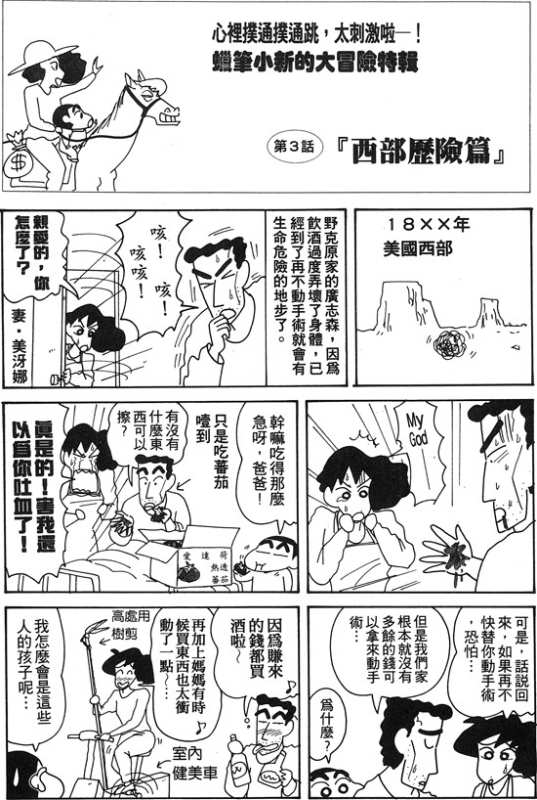 心裡撲通撲通跳，太刺激啦—！
蠟筆小新的大冒險特輯
第3話
『西部歷險篇』
18××年
美國西部
野克原家的廣志森，因為
飲酒過度弄壞了身體，已
經到了再不動手術就會有
生命危險的地步了。
咳！
咳咳！
咳咳！
親愛的，你
怎麼了？
妻．美涯娜
My
God
幹嘛吃得那麼
急呀，爸爸！
只是吃蕃茄
噎到
有沒有
什麼東
西可以
擦？
愛達荷
熱透
蕃茄
真是的！害我還
以為你吐血了！
可是，話說回
來，如果再不
快替你動手術
，恐怕…
但是我們家
根本就沒有
多餘的錢可
以拿來動手
術…
為什麼？
因為賺來
的錢都買
酒啦～
再加上媽媽有時
候買東西也太衝
動了一點～…
高處用
樹剪
室內
健美車
我怎麼會是這些
人的孩子呢…